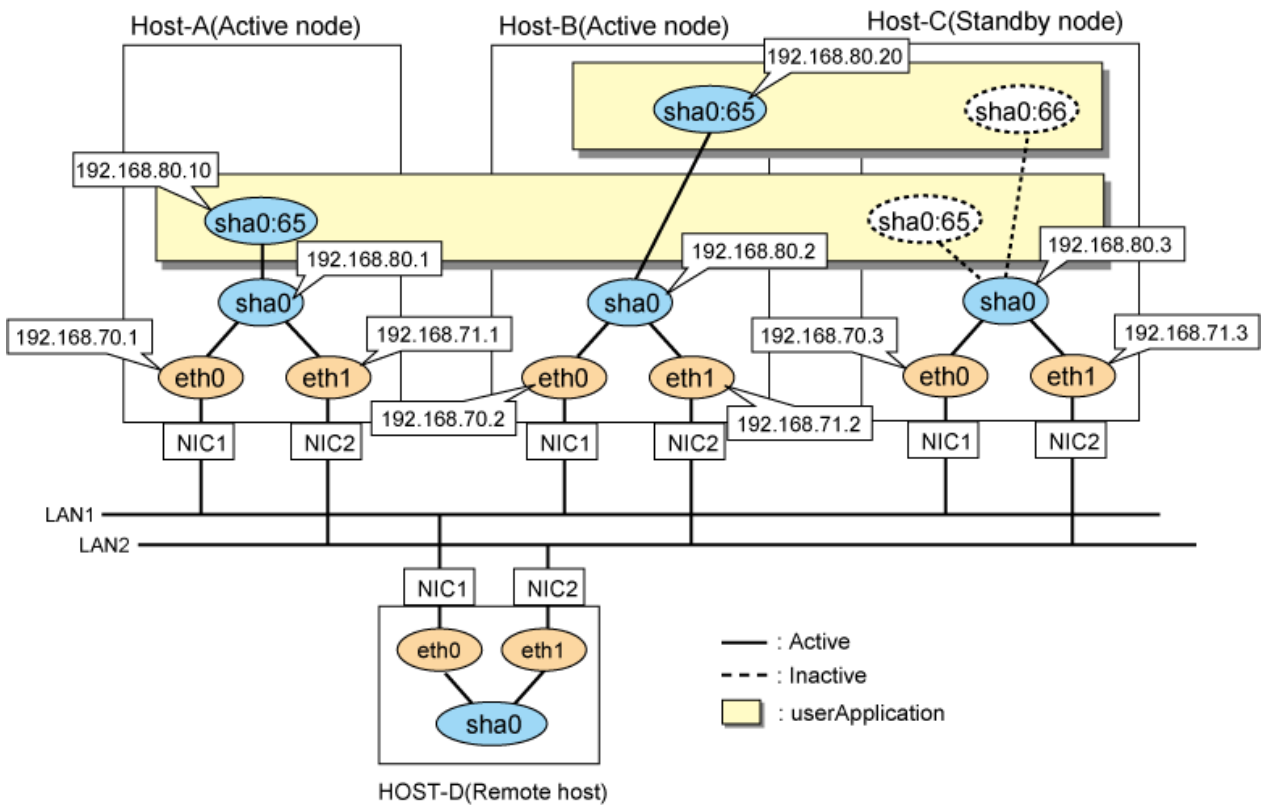 Host-A(Active node)
Host-B(Active node)
Host-C(Standby node)
192.168.80.20
sha0:65
sha0:66
192.168.80.10
sha0:65
sha0:65
192.168.80.1
192.168.80.2
192.168.80.3
sha0
sha0
sha0
192.168.70.1
192.168.71.1
192.168.70.3
192.168.71.3
eth0
eth1
eth0
eth1
eth0
eth1
192.168.70.2
192.168.71.2
NIC1
NIC2
NIC1
NIC2
NIC1
NIC2
LAN1
LAN2
NIC1
NIC2
eth0
eth1
sha0
: Active
: Inactive
: userApplication
HOST-D(Remote host)